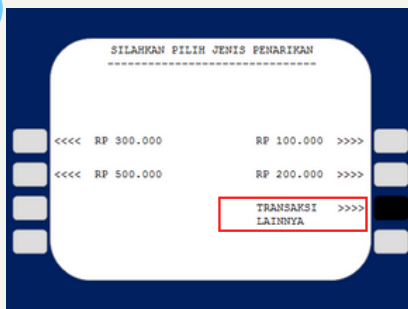 SILAHKAN PILIH JENIS PENARIKAN
-------------------------------
<<<< RP 300.000 RP 100.000 >>>>
<<<< RP 500.000 RP 200.000 >>>>
TRANSAKSI >>>>
LAINNYA